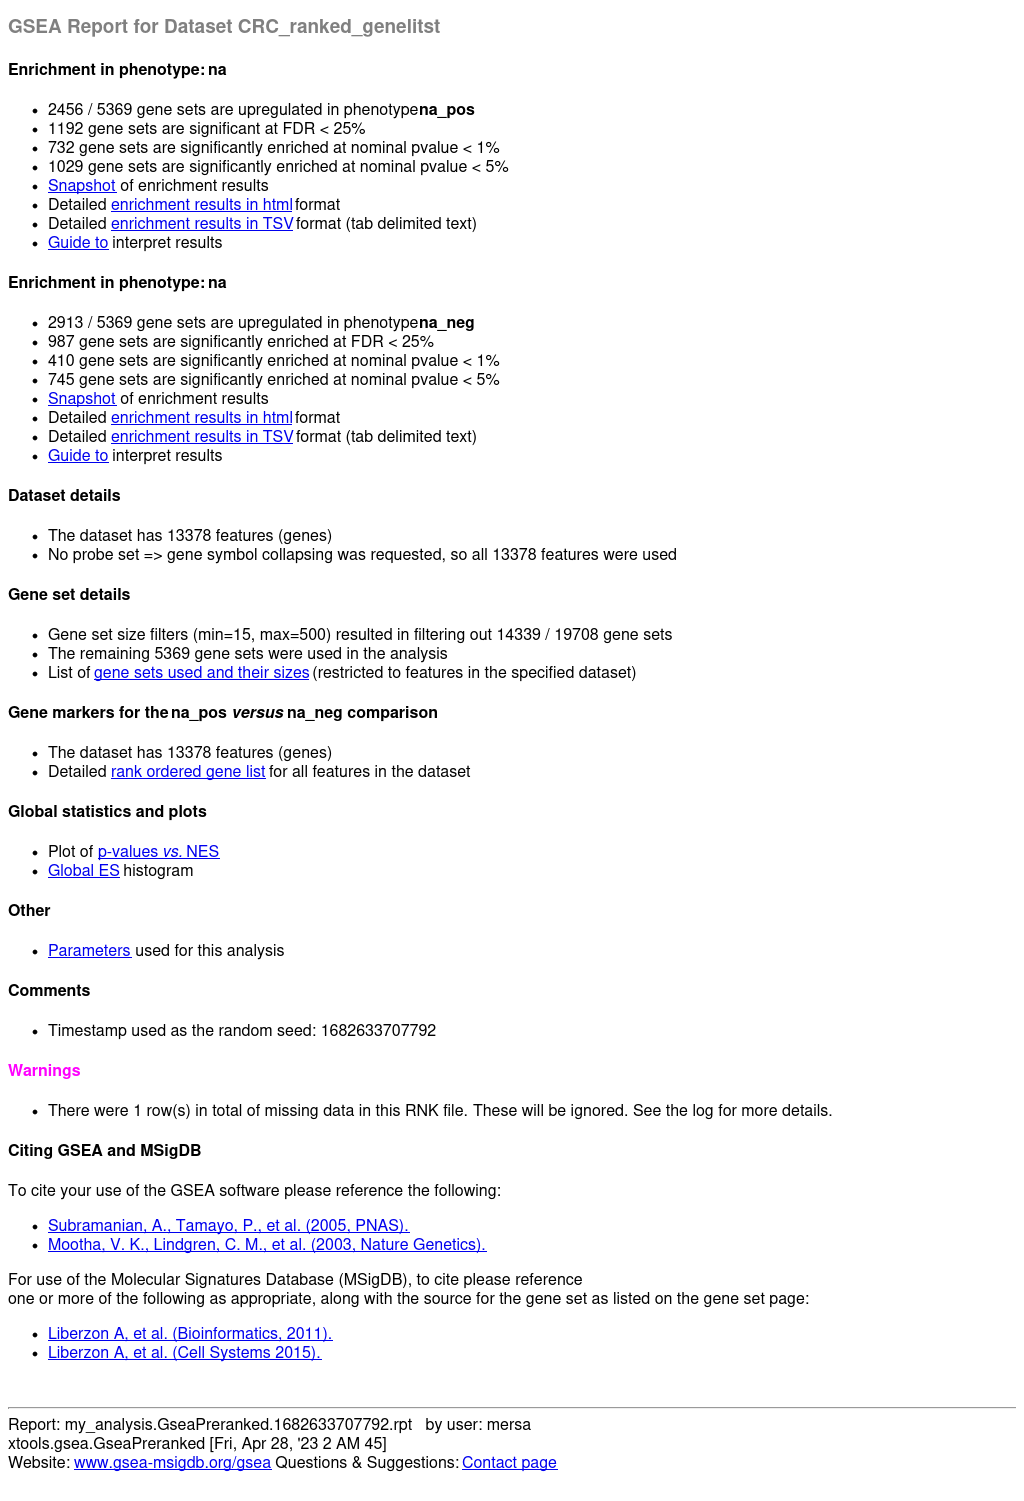 GSEA Report for Dataset CRC_ranked_genelitst
Enrichment in phenotype: na
• 2456 / 5369 gene sets are upregulated in phenotype na_pos
• 1192 gene sets are significant at FDR < 25%
• 732 gene sets are significantly enriched at nominal pvalue < 1%
• 1029 gene sets are significantly enriched at nominal pvalue < 5%
• Snapshot of enrichment results
• Detailed enrichment results in html format
• Detailed enrichment results in TSV format (tab delimited text)
• Guide to interpret results
Enrichment in phenotype: na
• 2913 / 5369 gene sets are upregulated in phenotype na_neg
• 987 gene sets are significantly enriched at FDR < 25%
• 410 gene sets are significantly enriched at nominal pvalue < 1%
• 745 gene sets are significantly enriched at nominal pvalue < 5%
• Snapshot of enrichment results
• Detailed enrichment results in html format
• Detailed enrichment results in TSV format (tab delimited text)
• Guide to interpret results
Dataset details
• The dataset has 13378 features (genes)
• No probe set => gene symbol collapsing was requested, so all 13378 features were used
Gene set details
• Gene set size filters (min=15, max=500) resulted in filtering out 14339 / 19708 gene sets
• The remaining 5369 gene sets were used in the analysis
• List of gene sets used and their sizes (restricted to features in the specified dataset)
Gene markers for the na_pos versus na_neg comparison
• The dataset has 13378 features (genes)
• Detailed rank ordered gene list for all features in the dataset
Global statistics and plots
• Plot of p-values vs. NES
• Global ES histogram
Other
• Parameters used for this analysis
Comments
• Timestamp used as the random seed: 1682633707792
Warnings
• There were 1 row(s) in total of missing data in this RNK file. These will be ignored. See the log for more details.
Citing GSEA and MSigDB
To cite your use of the GSEA software please reference the following:
• Subramanian, A., Tamayo, P., et al. (2005, PNAS).
• Mootha, V. K., Lindgren, C. M., et al. (2003, Nature Genetics).
For use of the Molecular Signatures Database (MSigDB), to cite please reference
one or more of the following as appropriate, along with the source for the gene set as listed on the gene set page:
• Liberzon A, et al. (Bioinformatics, 2011).
• Liberzon A, et al. (Cell Systems 2015).
Report: my_analysis.GseaPreranked.1682633707792.rpt by user: mersa
xtools.gsea.GseaPreranked [Fri, Apr 28, '23 2 AM 45]
Website: www.gsea-msigdb.org/gsea Questions & Suggestions: Contact page